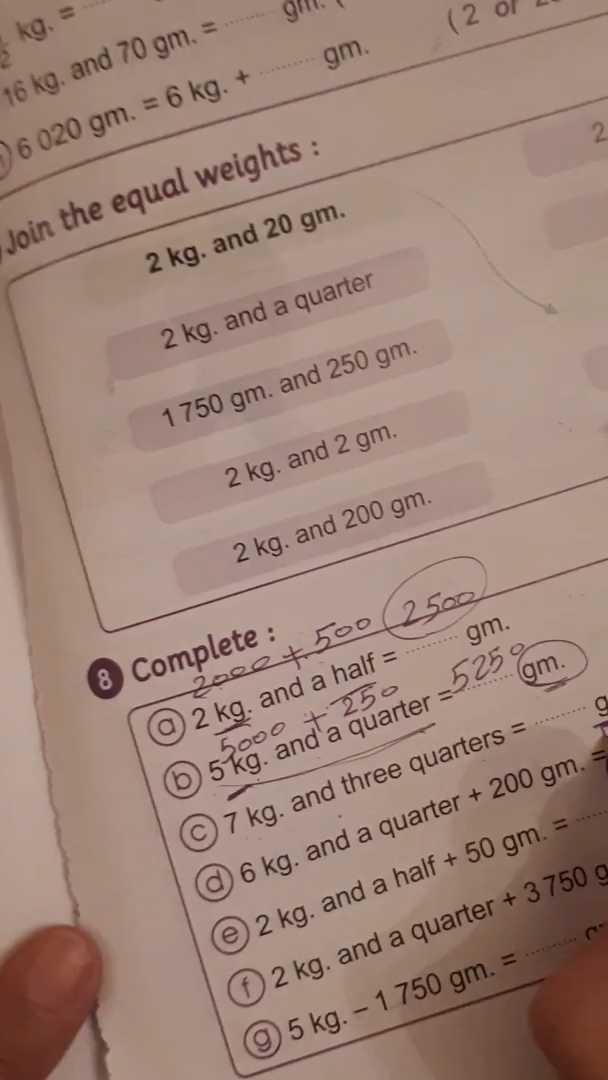 kg. = ........
16 kg. and 70 gm. = ........ gm. (
6 020 gm. = 6 kg. + ........ gm. (2 or
Join the equal weights :
2 kg. and 20 gm.
2
2 kg. and a quarter
1 750 gm. and 250 gm.
2 kg. and 2 gm.
2 kg. and 200 gm.
8 Complete :
2000 + 500 2500
a 2 kg. and a half = ........ gm.
5000 + 250 5250
b 5 kg. and a quarter = ........ gm.
c 7 kg. and three quarters = ........ g
d 6 kg. and a quarter + 200 gm. =
e 2 kg. and a half + 50 gm. = ........
f 2 kg. and a quarter + 3 750 g
g 5 kg. – 1 750 gm. = ........